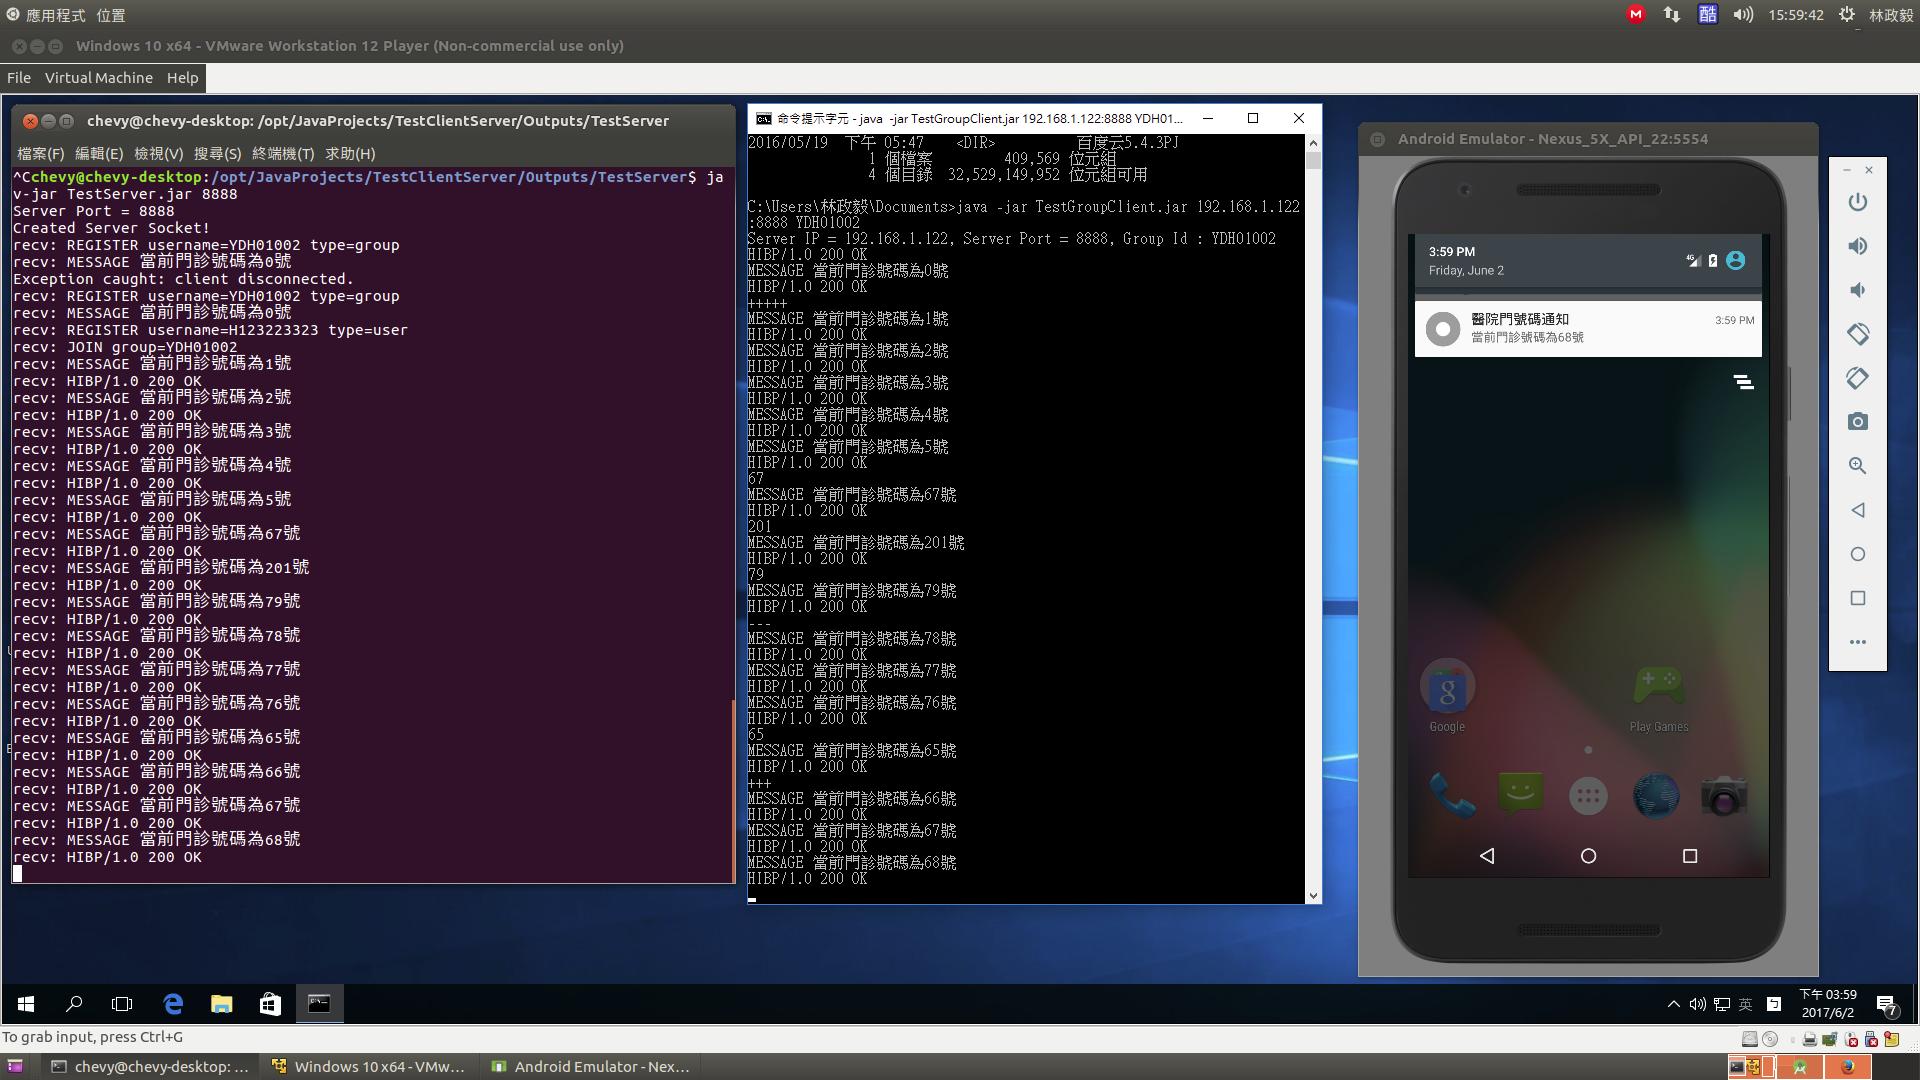 應用程式 位置
15:59:42 林政毅
Windows 10 x64 - VMware Workstation 12 Player (Non-commercial use only)
File Virtual Machine Help
chevy@chevy-desktop: /opt/JavaProjects/TestClientServer/Outputs/TestServer
檔案(F) 編輯(E) 檢視(V) 搜尋(S) 終端機(T) 求助(H)
^Cchevy@chevy-desktop:/opt/JavaProjects/TestClientServer/Outputs/TestServer$ ja
v-jar TestServer.jar 8888
Server Port = 8888
Created Server Socket!
recv: REGISTER username=YDH01002 type=group
recv: MESSAGE 當前門診號碼為0號
Exception caught: client disconnected.
recv: REGISTER username=YDH01002 type=group
recv: MESSAGE 當前門診號碼為0號
recv: REGISTER username=H123223323 type=user
recv: JOIN group=YDH01002
recv: MESSAGE 當前門診號碼為1號
recv: HIBP/1.0 200 OK
recv: MESSAGE 當前門診號碼為2號
recv: HIBP/1.0 200 OK
recv: MESSAGE 當前門診號碼為3號
recv: HIBP/1.0 200 OK
recv: MESSAGE 當前門診號碼為4號
recv: HIBP/1.0 200 OK
recv: MESSAGE 當前門診號碼為5號
recv: HIBP/1.0 200 OK
recv: MESSAGE 當前門診號碼為67號
recv: HIBP/1.0 200 OK
recv: MESSAGE 當前門診號碼為201號
recv: HIBP/1.0 200 OK
recv: MESSAGE 當前門診號碼為79號
recv: HIBP/1.0 200 OK
recv: MESSAGE 當前門診號碼為78號
recv: HIBP/1.0 200 OK
recv: MESSAGE 當前門診號碼為77號
recv: HIBP/1.0 200 OK
recv: MESSAGE 當前門診號碼為76號
recv: HIBP/1.0 200 OK
recv: MESSAGE 當前門診號碼為65號
recv: HIBP/1.0 200 OK
recv: MESSAGE 當前門診號碼為66號
recv: HIBP/1.0 200 OK
recv: MESSAGE 當前門診號碼為67號
recv: HIBP/1.0 200 OK
recv: MESSAGE 當前門診號碼為68號
recv: HIBP/1.0 200 OK
命令提示字元 - java -jar TestGroupClient.jar 192.168.1.122:8888 YDH01...
2016/05/19 下午 05:47 <DIR> 百度云5.4.3PJ
1 個檔案 409,569 位元組
4 個目錄 32,529,149,952 位元組可用
C:\Users\林政毅\Documents>java -jar TestGroupClient.jar 192.168.1.122
:8888 YDH01002
Server IP = 192.168.1.122, Server Port = 8888, Group Id : YDH01002
HIBP/1.0 200 OK
MESSAGE 當前門診號碼為0號
HIBP/1.0 200 OK
+++++
MESSAGE 當前門診號碼為1號
HIBP/1.0 200 OK
MESSAGE 當前門診號碼為2號
HIBP/1.0 200 OK
MESSAGE 當前門診號碼為3號
HIBP/1.0 200 OK
MESSAGE 當前門診號碼為4號
HIBP/1.0 200 OK
MESSAGE 當前門診號碼為5號
HIBP/1.0 200 OK
67
MESSAGE 當前門診號碼為67號
HIBP/1.0 200 OK
201
MESSAGE 當前門診號碼為201號
HIBP/1.0 200 OK
79
MESSAGE 當前門診號碼為79號
HIBP/1.0 200 OK
---
MESSAGE 當前門診號碼為78號
HIBP/1.0 200 OK
MESSAGE 當前門診號碼為77號
HIBP/1.0 200 OK
MESSAGE 當前門診號碼為76號
HIBP/1.0 200 OK
65
MESSAGE 當前門診號碼為65號
HIBP/1.0 200 OK
+++
MESSAGE 當前門診號碼為66號
HIBP/1.0 200 OK
MESSAGE 當前門診號碼為67號
HIBP/1.0 200 OK
MESSAGE 當前門診號碼為68號
HIBP/1.0 200 OK
Android Emulator - Nexus_5X_API_22:5554
3:59 PM
Friday, June 2
4G
醫院門號碼通知 3:59 PM
當前門診號碼為68號
Google Play Games
英 下午 03:59
2017/6/2
7
To grab input, press Ctrl+G
chevy@chevy-desktop: ... Windows 10 x64 - VMw... Android Emulator - Nex...